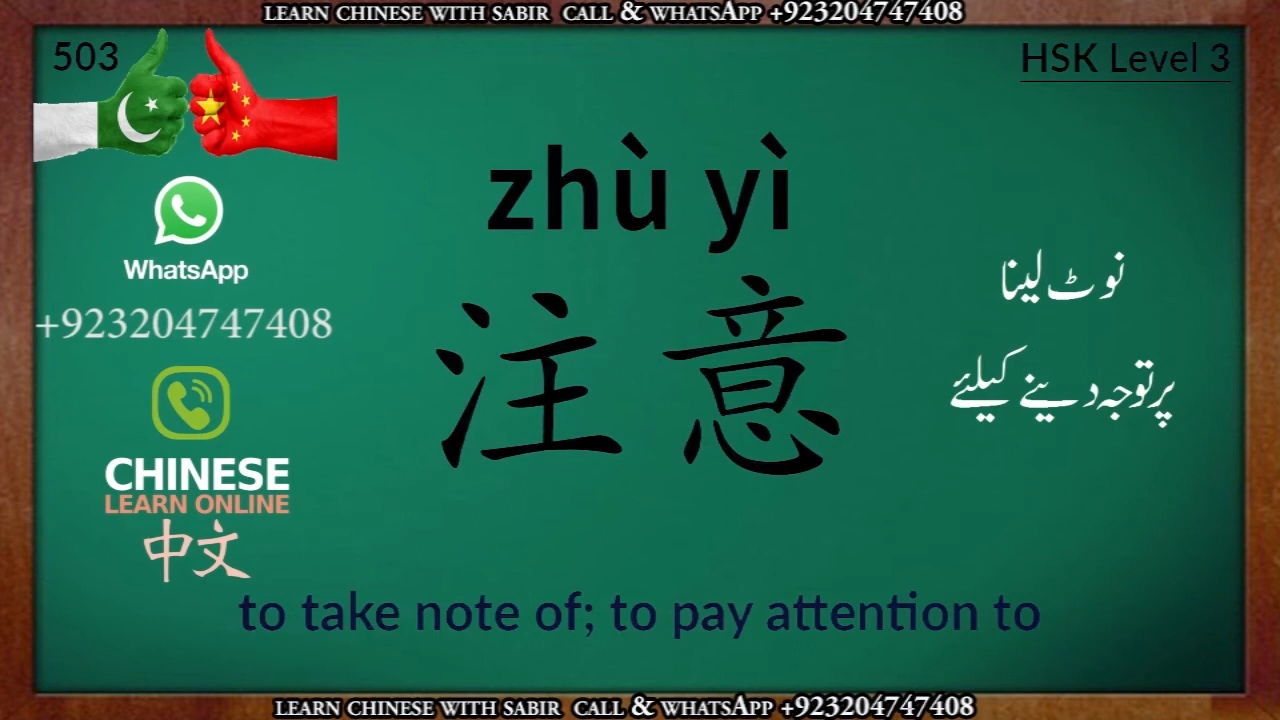 LEARN CHINESE WITH SABIR CALL & WHATSAPP +923204747408
503
HSK Level 3
zhù yì
WhatsApp
نوٹ لینا
+923204747408
注意
پر توجہ دینے کیلئے
CHINESE
LEARN ONLINE
中文
to take note of; to pay attention to
LEARN CHINESE WITH SABIR CALL & WHATSAPP +923204747408